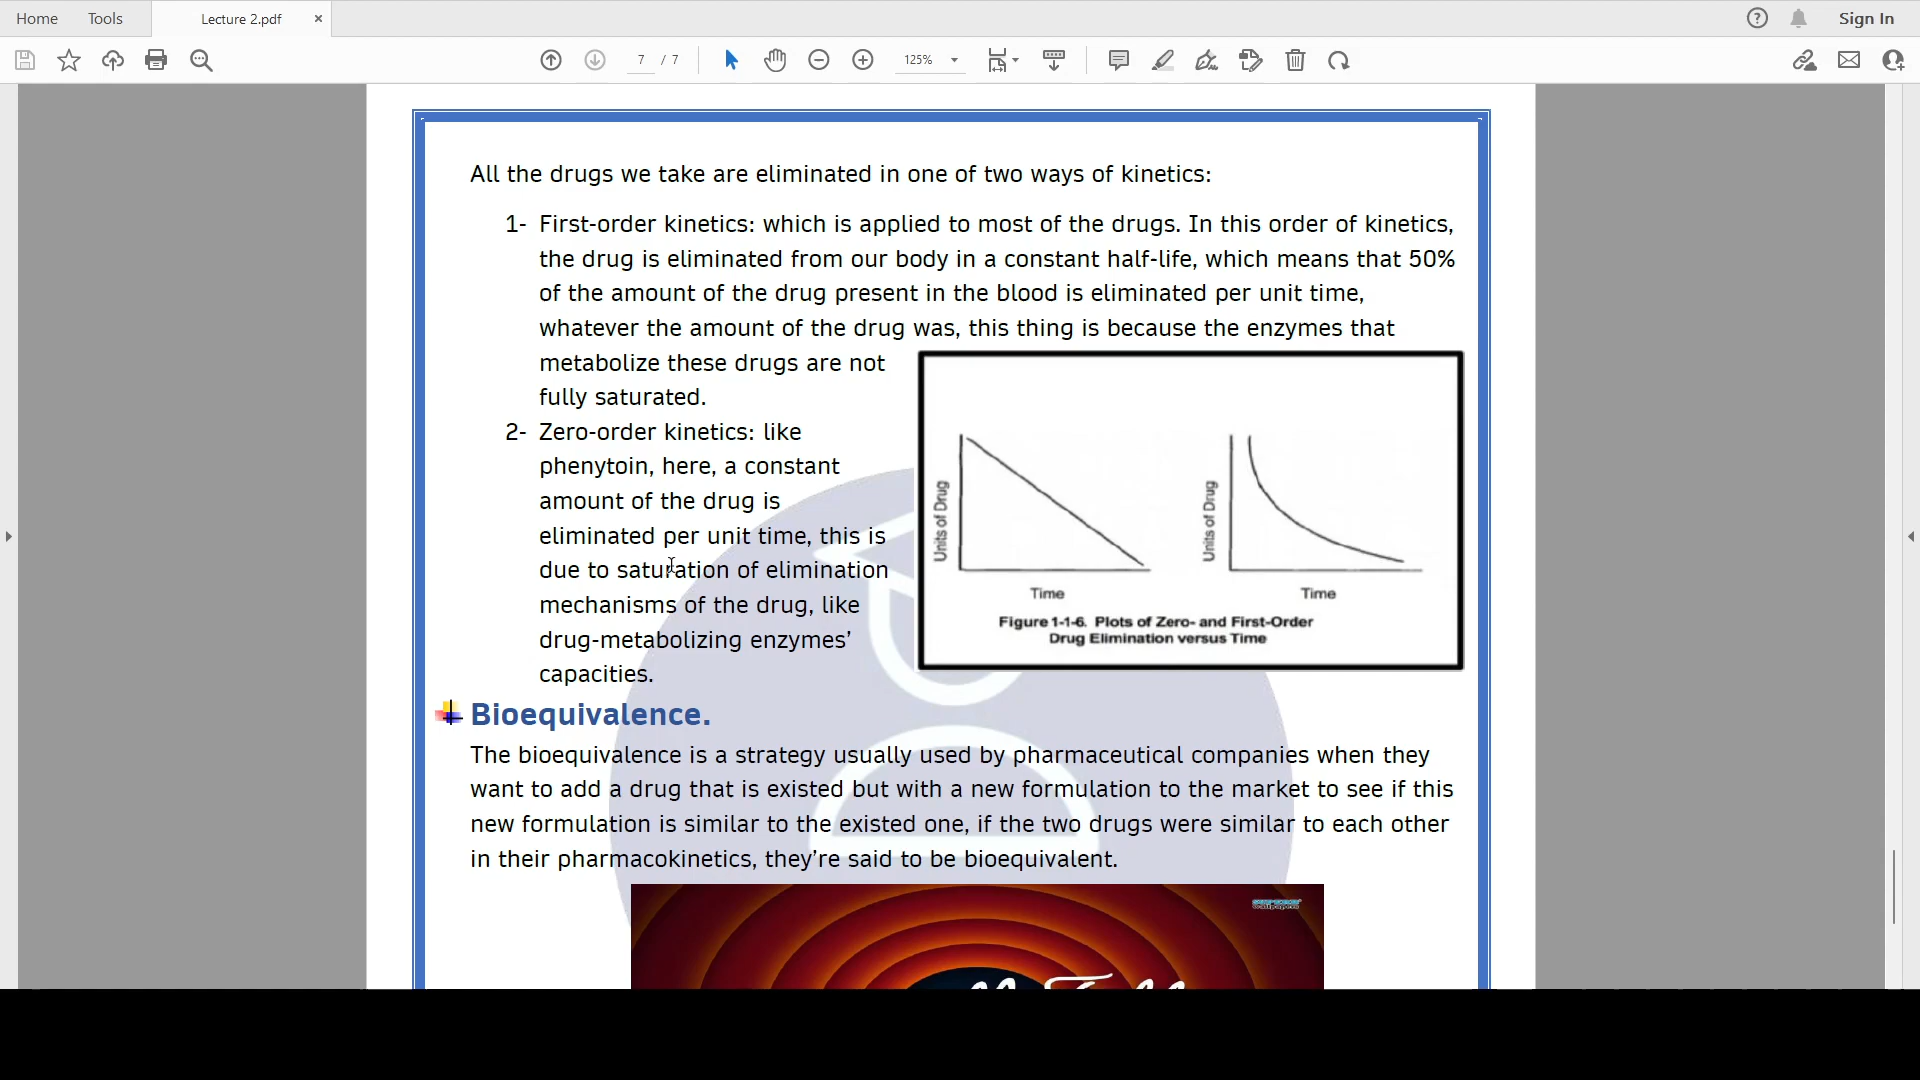 Home Tools Lecture 2.pdf × Sign In
7 / 7 125%
All the drugs we take are eliminated in one of two ways of kinetics:
1- First-order kinetics: which is applied to most of the drugs. In this order of kinetics,
the drug is eliminated from our body in a constant half-life, which means that 50%
of the amount of the drug present in the blood is eliminated per unit time,
whatever the amount of the drug was, this thing is because the enzymes that
metabolize these drugs are not
fully saturated.
2- Zero-order kinetics: like
phenytoin, here, a constant
amount of the drug is
eliminated per unit time, this is
due to saturation of elimination
mechanisms of the drug, like
drug-metabolizing enzymes’
capacities.
Units of Drug
Time
Units of Drug
Time
Figure 1-1-6. Plots of Zero- and First-Order
Drug Elimination versus Time
Bioequivalence.
The bioequivalence is a strategy usually used by pharmaceutical companies when they
want to add a drug that is existed but with a new formulation to the market to see if this
new formulation is similar to the existed one, if the two drugs were similar to each other
in their pharmacokinetics, they’re said to be bioequivalent.